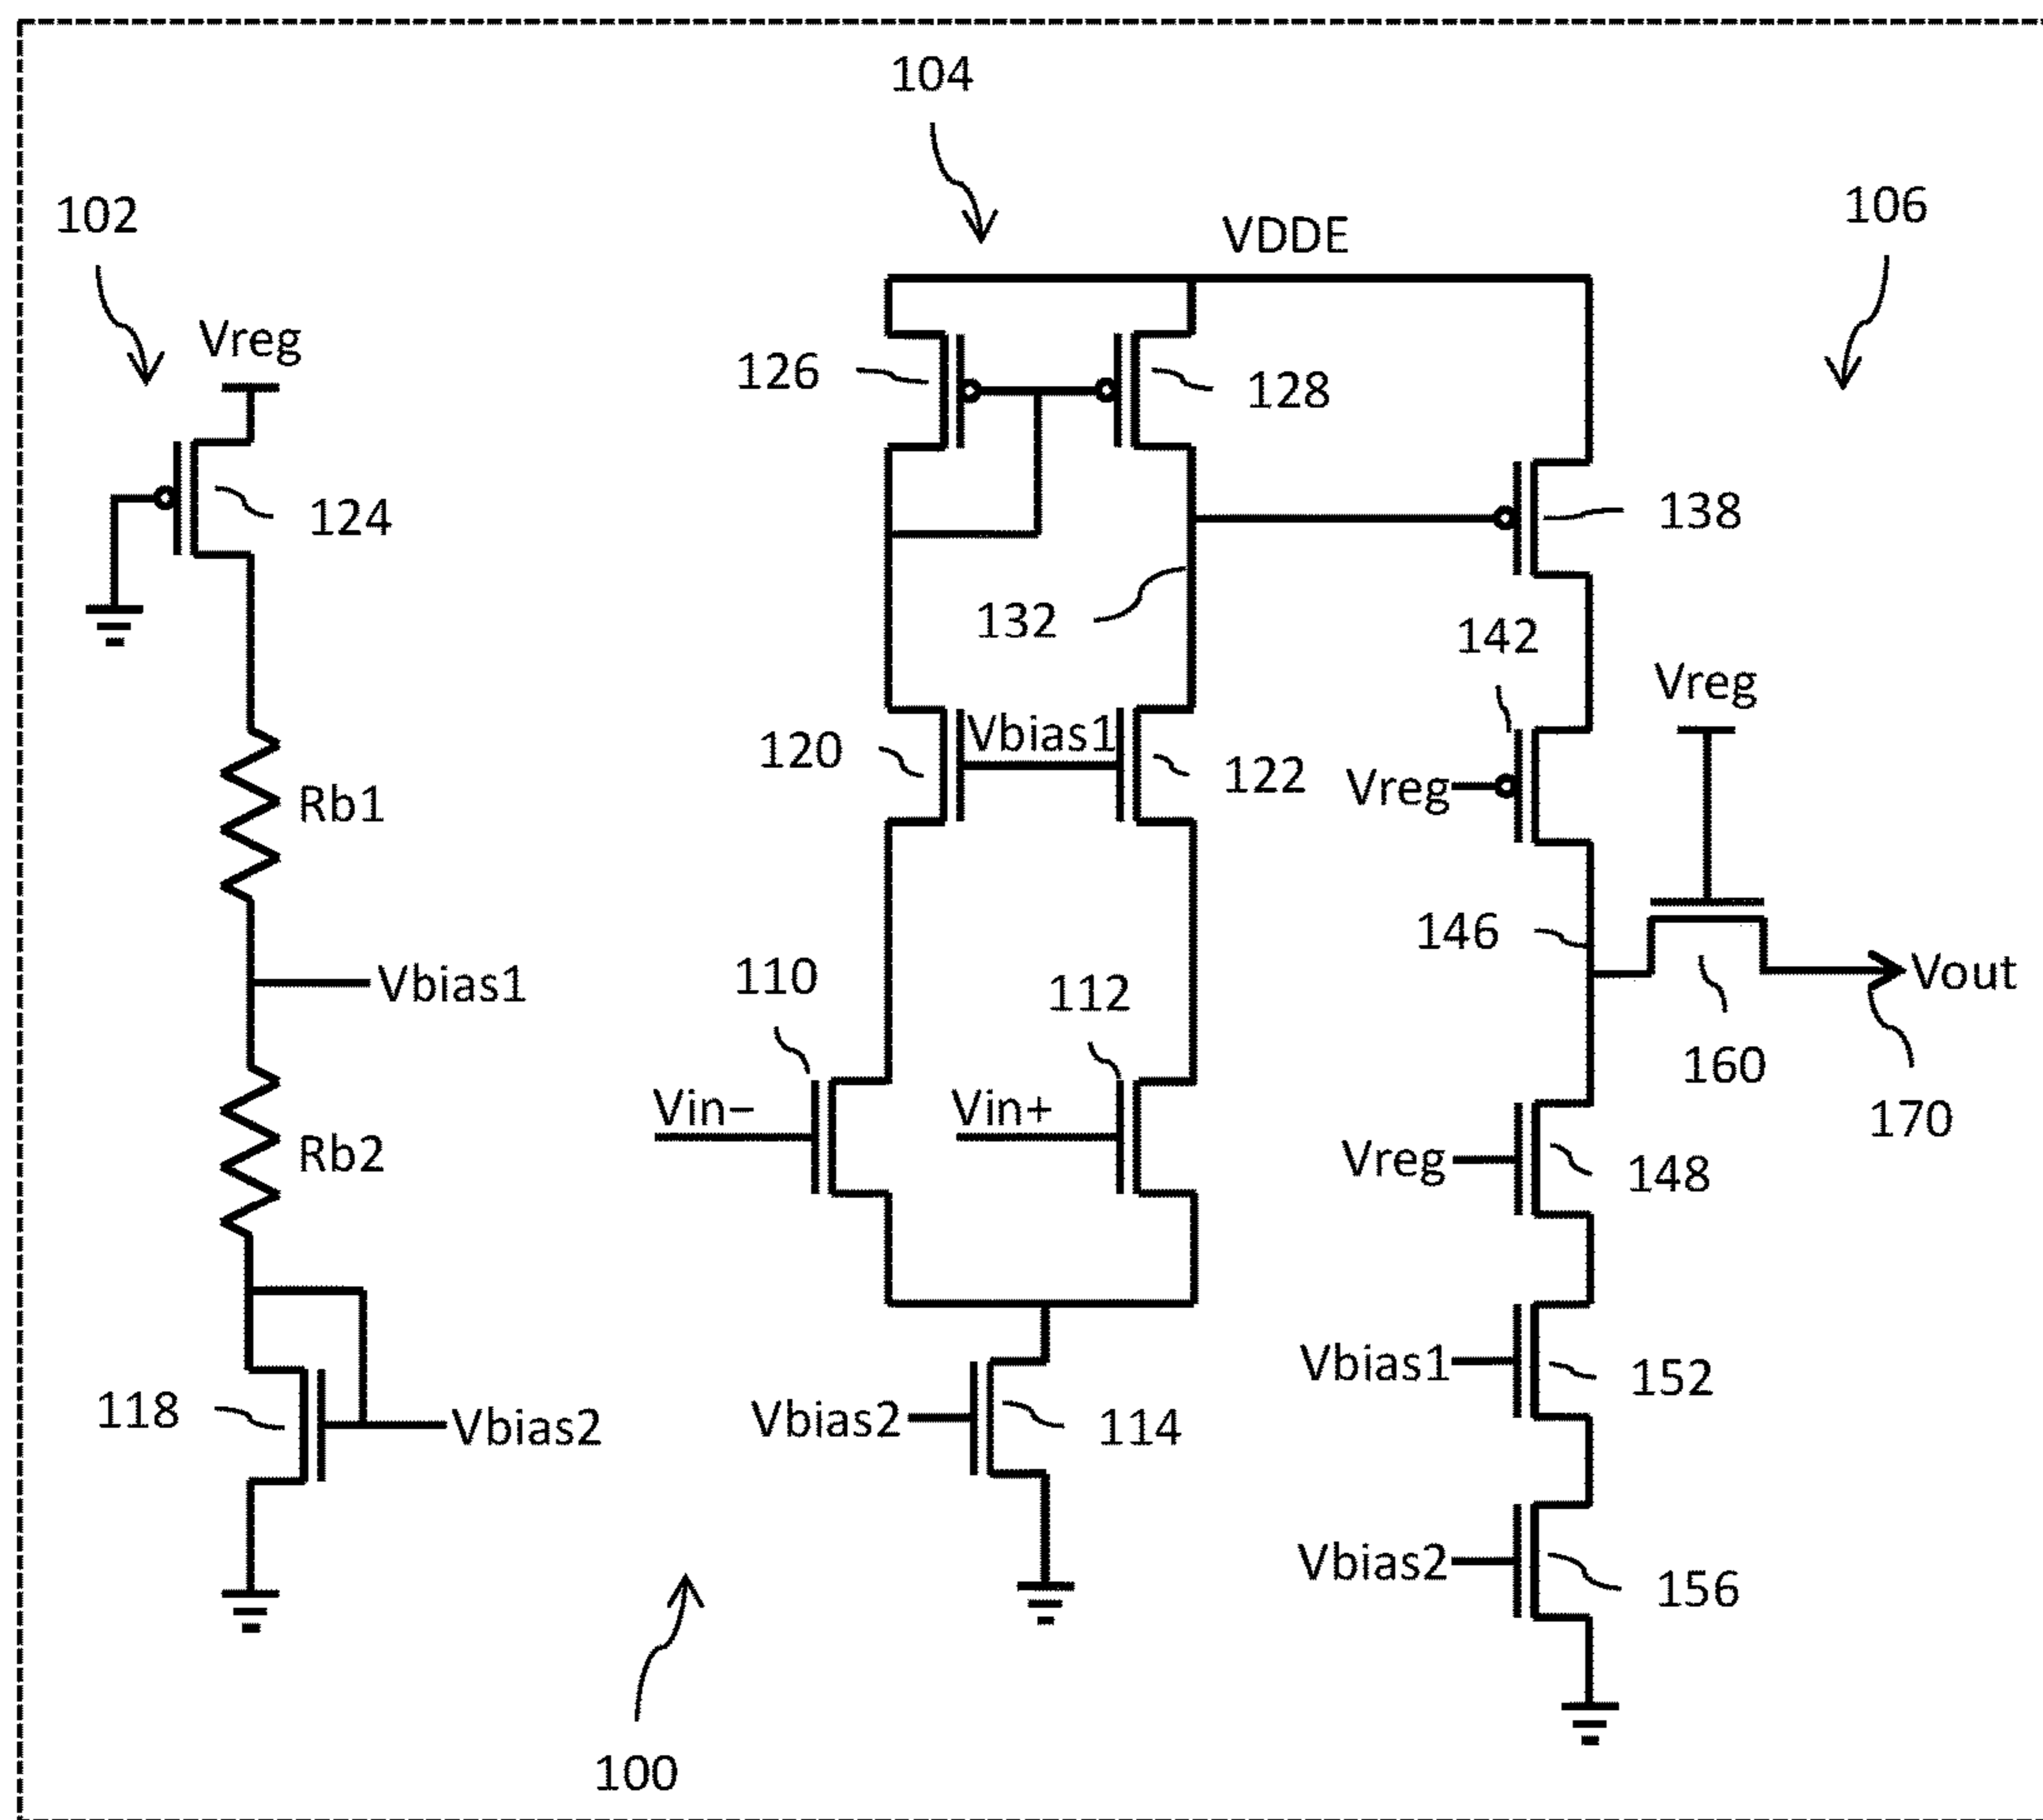 104
102
106
VDDE
Vreg
126
128
124
138
132
142
Vreg
120
Vbias1
122
Vreg
Rb1
146
110
112
Vbias1
Vout
Vin−
Vin+
160
170
Rb2
Vreg
148
118
Vbias2
Vbias2
114
Vbias1
152
Vbias2
156
100